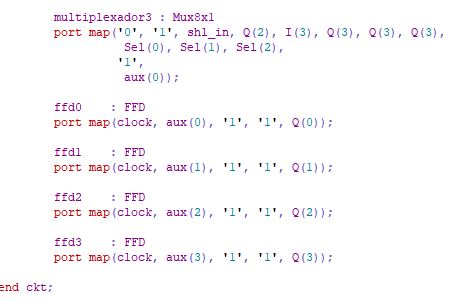 multiplexador3 : Mux8x1
port map('0', '1', shl_in, Q(2), I(3), Q(3), Q(3), Q(3),
Sel(0), Sel(1), Sel(2),
'1',
aux(0));
ffd0 : FFD
port map(clock, aux(0), '1', '1', Q(0));
ffd1 : FFD
port map(clock, aux(1), '1', '1', Q(1));
ffd2 : FFD
port map(clock, aux(2), '1', '1', Q(2));
ffd3 : FFD
port map(clock, aux(3), '1', '1', Q(3));
end ckt;